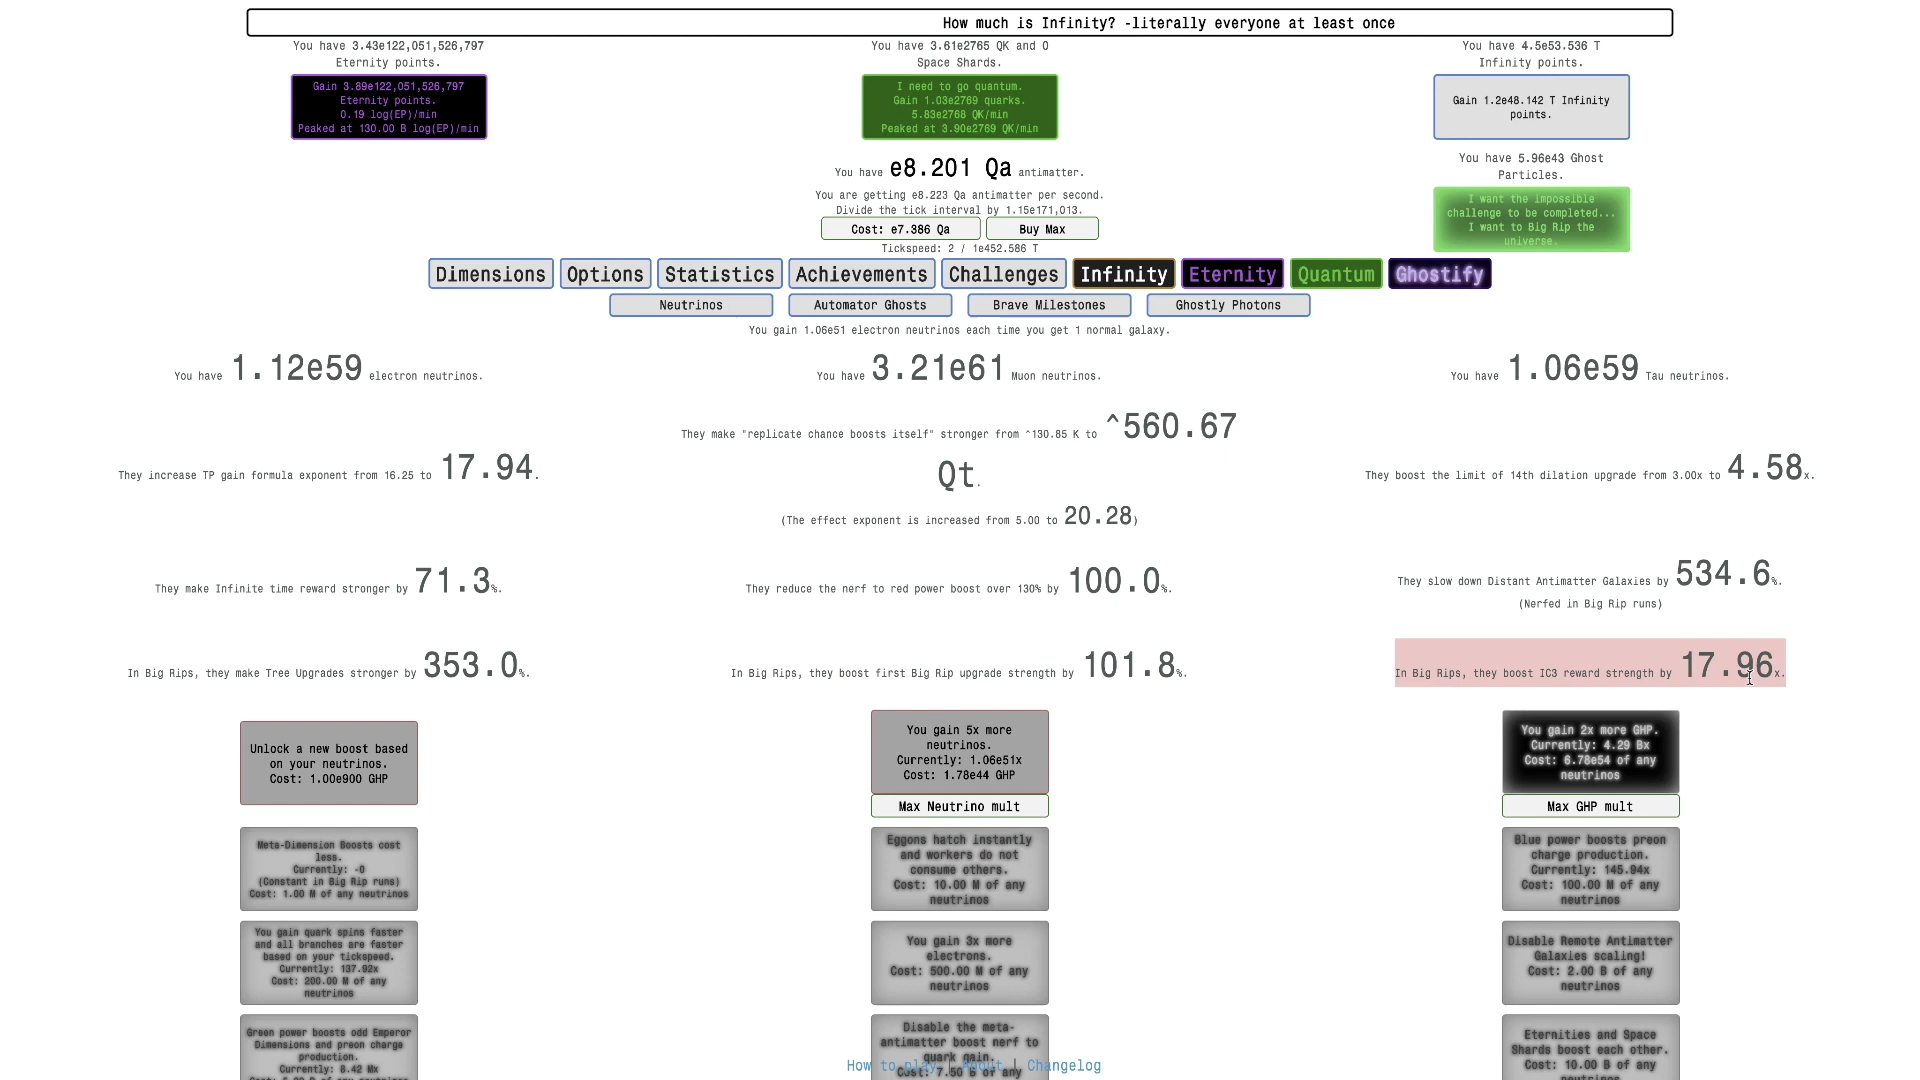 How much is Infinity? -literally everyone at least once
You have 3.43e122,051,526,797
Eternity points.
Gain 3.89e122,051,526,797
Eternity points.
0.19 log(EP)/min
Peaked at 130.00 B log(EP)/min
You have 3.61e2765 QK and 0
Space Shards.
I need to go quantum.
Gain 1.03e2769 quarks.
5.83e2768 QK/min
Peaked at 3.90e2769 QK/min
You have 4.5e53.536 T
Infinity points.
Gain 1.2e48.142 T Infinity
points.
You have e8.201 Qa antimatter.
You are getting e8.223 Qa antimatter per second.
Divide the tick interval by 1.15e171,013.
Cost: e7.386 Qa
Buy Max
Tickspeed: 2 / 1e452.586 T
You have 5.96e43 Ghost
Particles.
I want the impossible
challenge to be completed...
I want to Big Rip the
universe.
Dimensions
Options
Statistics
Achievements
Challenges
Infinity
Eternity
Quantum
Ghostify
Neutrinos
Automator Ghosts
Brave Milestones
Ghostly Photons
You gain 1.06e51 electron neutrinos each time you get 1 normal galaxy.
You have 1.12e59 electron neutrinos.
You have 3.21e61 Muon neutrinos.
You have 1.06e59 Tau neutrinos.
They increase TP gain formula exponent from 16.25 to 17.94.
They make "replicate chance boosts itself" stronger from ^130.85 K to ^560.67
Qt.
(The effect exponent is increased from 5.00 to 20.28)
They boost the limit of 14th dilation upgrade from 3.00x to 4.58x.
They make Infinite time reward stronger by 71.3%.
They reduce the nerf to red power boost over 130% by 100.0%.
They slow down Distant Antimatter Galaxies by 534.6%.
(Nerfed in Big Rip runs)
In Big Rips, they make Tree Upgrades stronger by 353.0%.
In Big Rips, they boost first Big Rip upgrade strength by 101.8%.
In Big Rips, they boost IC3 reward strength by 17.96x.
Unlock a new boost based
on your neutrinos.
Cost: 1.00e900 GHP
You gain 5x more
neutrinos.
Currently: 1.06e51x
Cost: 1.78e44 GHP
Max Neutrino mult
You gain 2x more GHP.
Currently: 4.29 Bx
Cost: 6.78e54 of any
neutrinos
Max GHP mult
Meta-Dimension Boosts cost
less.
Currently: -0
(Constant in Big Rip runs)
Cost: 1.00 M of any neutrinos
Eggons hatch instantly
and workers do not
consume others.
Cost: 10.00 M of any
neutrinos
Blue power boosts preon
charge production.
Currently: 145.94x
Cost: 100.00 M of any
neutrinos
You gain quark spins faster
and all branches are faster
based on your tickspeed.
Currently: 137.92x
Cost: 200.00 M of any
neutrinos
You gain 3x more
electrons.
Cost: 500.00 M of any
neutrinos
Disable Remote Antimatter
Galaxies scaling!
Cost: 2.00 B of any
neutrinos
Green power boosts odd Emperor
Dimensions and preon charge
production.
Currently: 8.42 Mx
Disable the meta-
antimatter boost nerf to
quark gain.
Cost: 7.50 B of any
Eternities and Space
Shards boost each other.
Cost: 10.00 B of any
neutrinos
How to play | About | Changelog